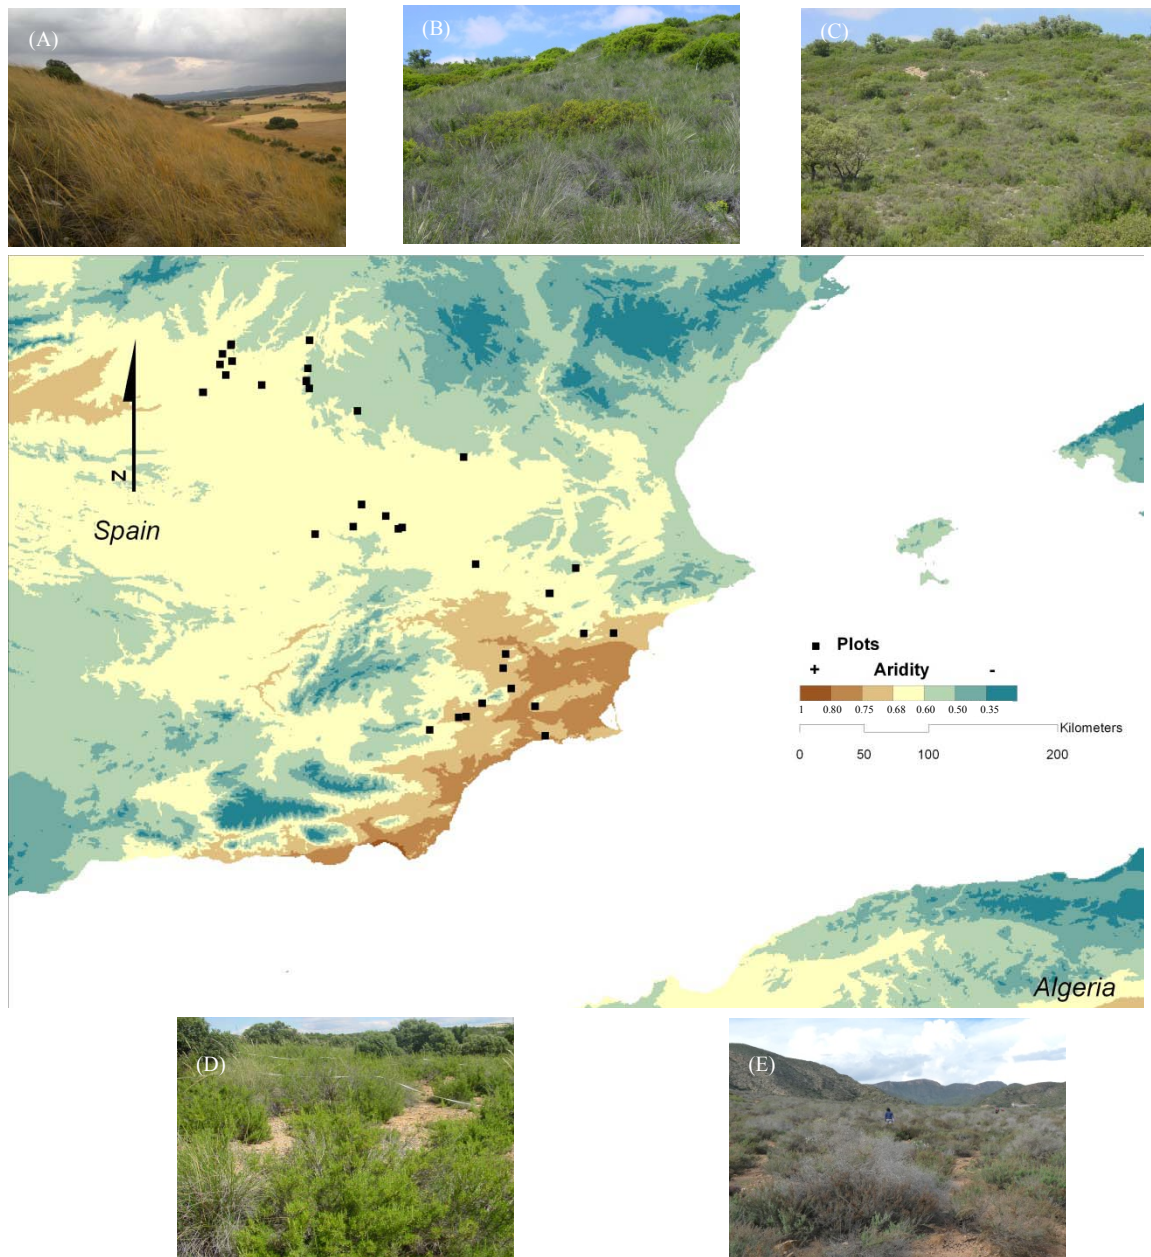 (A)
(B)
(C)
N
Spain
Plots
+ Aridity -
1 0.80 0.75 0.68 0.60 0.50 0.35
Kilometers
0 50 100 200
Algeria
(D)
(E)